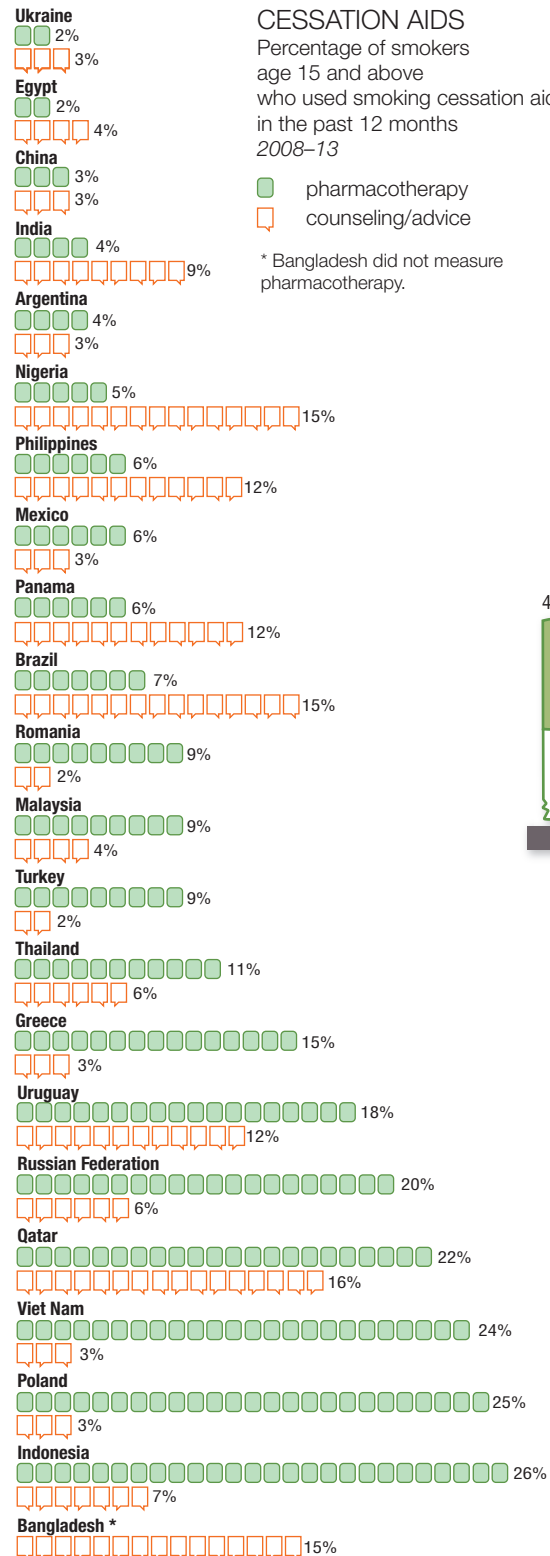 CESSATION AIDS
Percentage of smokers
age 15 and above
who used smoking cessation aid
in the past 12 months
2008–13
pharmacotherapy
counseling/advice
* Bangladesh did not measure
pharmacotherapy.
Ukraine
2%
3%
Egypt
2%
4%
China
3%
3%
India
4%
9%
Argentina
4%
3%
Nigeria
5%
15%
Philippines
6%
12%
Mexico
6%
3%
Panama
6%
12%
Brazil
7%
15%
Romania
9%
2%
Malaysia
9%
4%
Turkey
9%
2%
Thailand
11%
6%
Greece
15%
3%
Uruguay
18%
12%
Russian Federation
20%
6%
Qatar
22%
16%
Viet Nam
24%
3%
Poland
25%
3%
Indonesia
26%
7%
Bangladesh *
15%
4